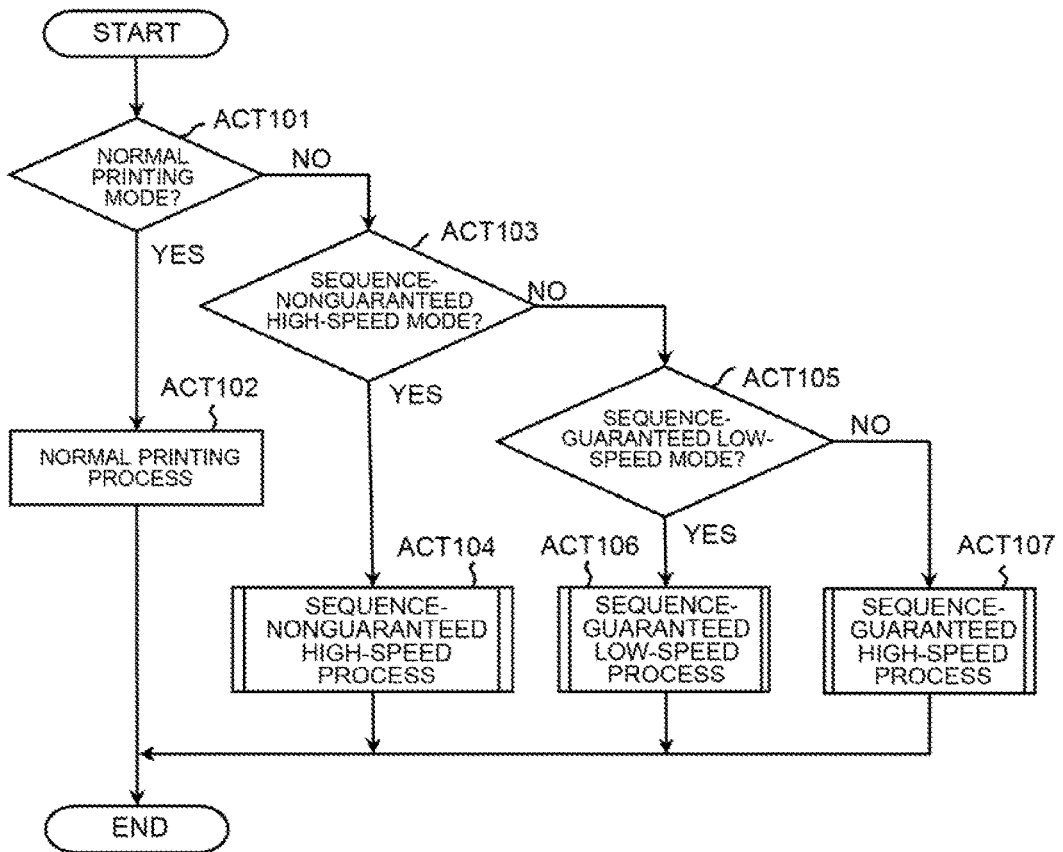 START
ACT101
NORMAL
PRINTING
MODE?
NO
YES
ACT103
SEQUENCE-
NONGUARANTEED
HIGH-SPEED MODE?
NO
YES
ACT102
NORMAL PRINTING
PROCESS
ACT105
SEQUENCE-
GUARANTEED LOW-
SPEED MODE?
NO
YES
ACT104
SEQUENCE-
NONGUARANTEED
HIGH-SPEED
PROCESS
ACT106
SEQUENCE-
GUARANTEED
LOW-SPEED
PROCESS
ACT107
SEQUENCE-
GUARANTEED
HIGH-SPEED
PROCESS
END